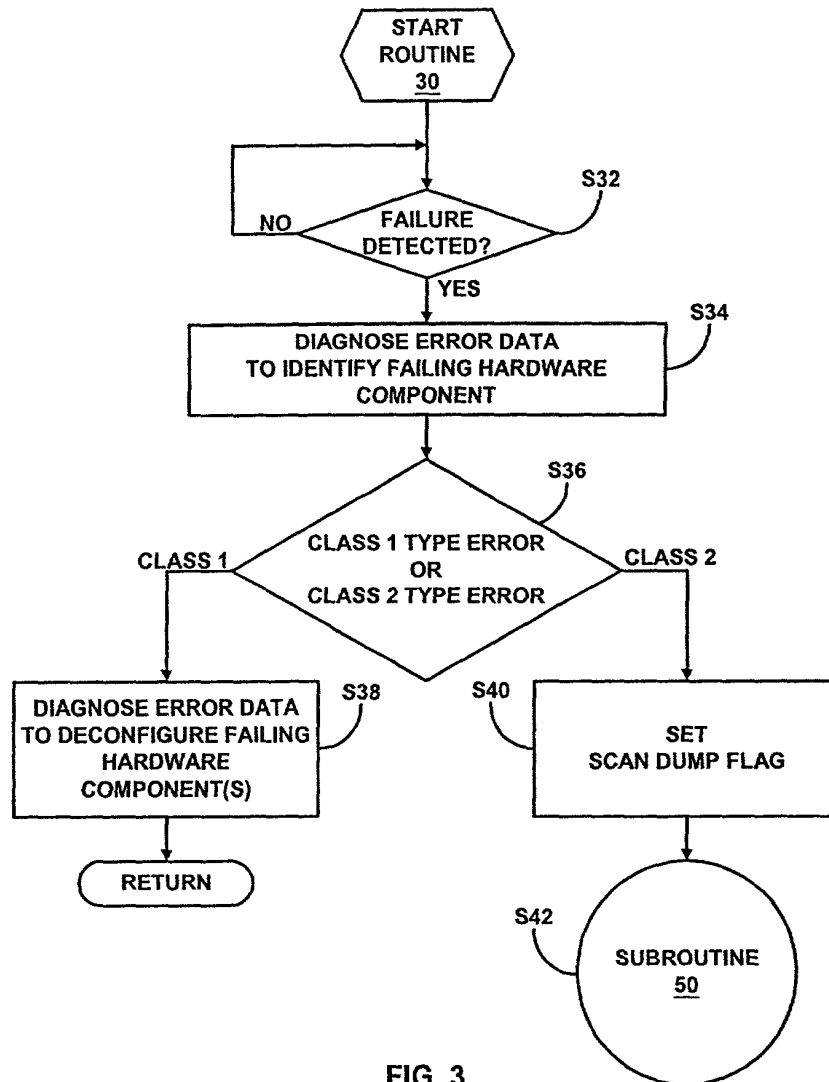 START
ROUTINE
30
S32
NO
FAILURE
DETECTED?
YES
S34
DIAGNOSE ERROR DATA
TO IDENTIFY FAILING HARDWARE
COMPONENT
S36
CLASS 1
CLASS 1 TYPE ERROR
OR
CLASS 2 TYPE ERROR
CLASS 2
DIAGNOSE ERROR DATA
TO DECONFIGURE FAILING
HARDWARE
COMPONENT(S)
S38
S40
SET
SCAN DUMP FLAG
RETURN
S42
SUBROUTINE
50
FIG. 3